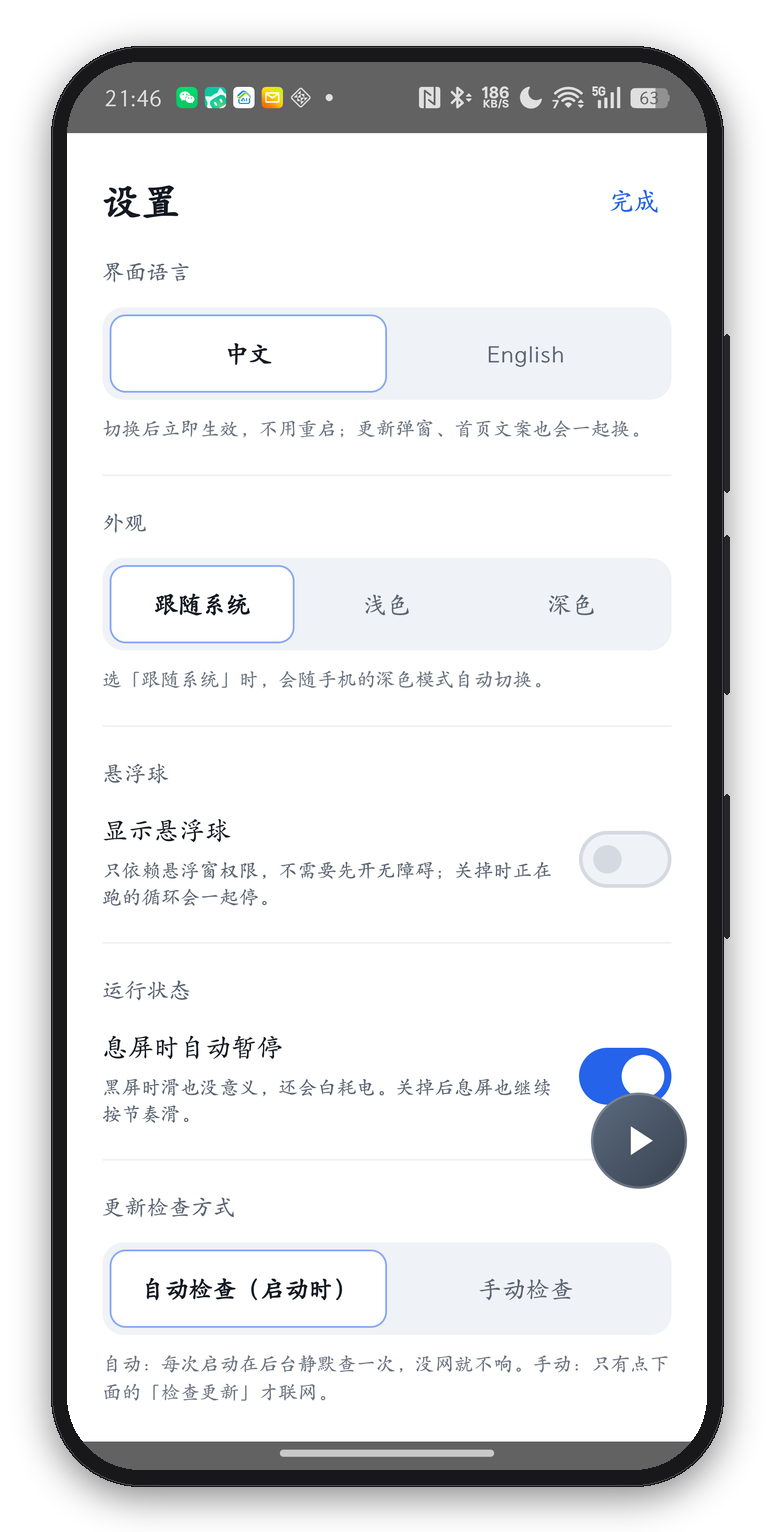 21:46 186 KB/S 7 5G 63
设置 完成
界面语言
中文 English
切换后立即生效，不用重启；更新弹窗、首页文案也会一起换。
外观
跟随系统 浅色 深色
选「跟随系统」时，会随手机的深色模式自动切换。
悬浮球
显示悬浮球
只依赖悬浮窗权限，不需要先开无障碍；关掉时正在
跑的循环会一起停。
运行状态
息屏时自动暂停
黑屏时滑也没意义，还会白耗电。关掉后息屏也继续
按节奏滑。
更新检查方式
自动检查（启动时） 手动检查
自动：每次启动在后台静默查一次，没网就不响。手动：只有点下
面的「检查更新」才联网。